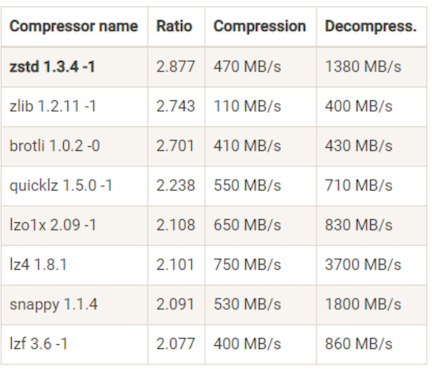 Compressor name Ratio Compression Decompress.
zstd 1.3.4 -1 2.877 470 MB/s 1380 MB/s
zlib 1.2.11 -1 2.743 110 MB/s 400 MB/s
brotli 1.0.2 -0 2.701 410 MB/s 430 MB/s
quicklz 1.5.0 -1 2.238 550 MB/s 710 MB/s
lzo1x 2.09 -1 2.108 650 MB/s 830 MB/s
lz4 1.8.1 2.101 750 MB/s 3700 MB/s
snappy 1.1.4 2.091 530 MB/s 1800 MB/s
lzf 3.6 -1 2.077 400 MB/s 860 MB/s